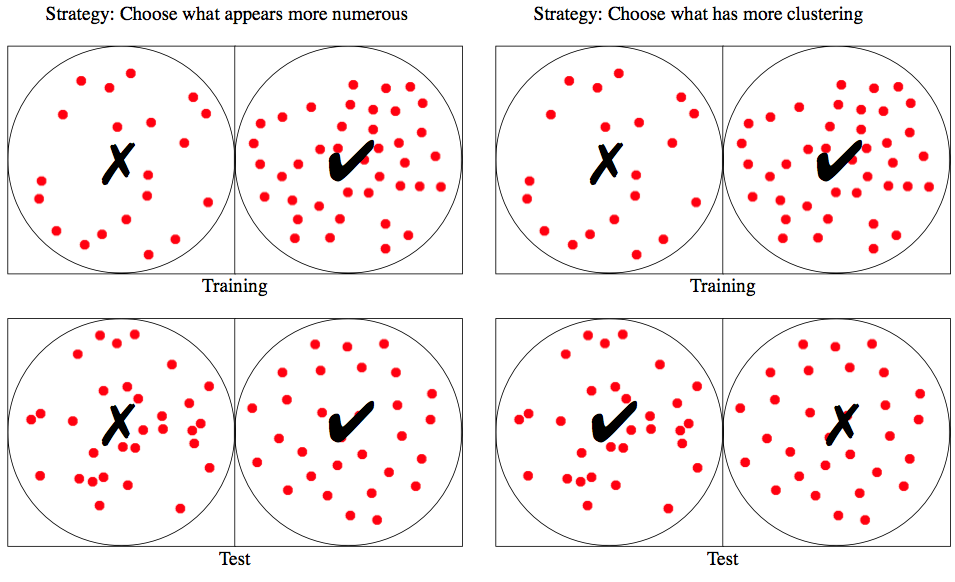 Strategy: Choose what appears more numerous
Strategy: Choose what has more clustering
✗ ✔ ✗ ✔
Training
Training
✗ ✔ ✔ ✗
Test
Test